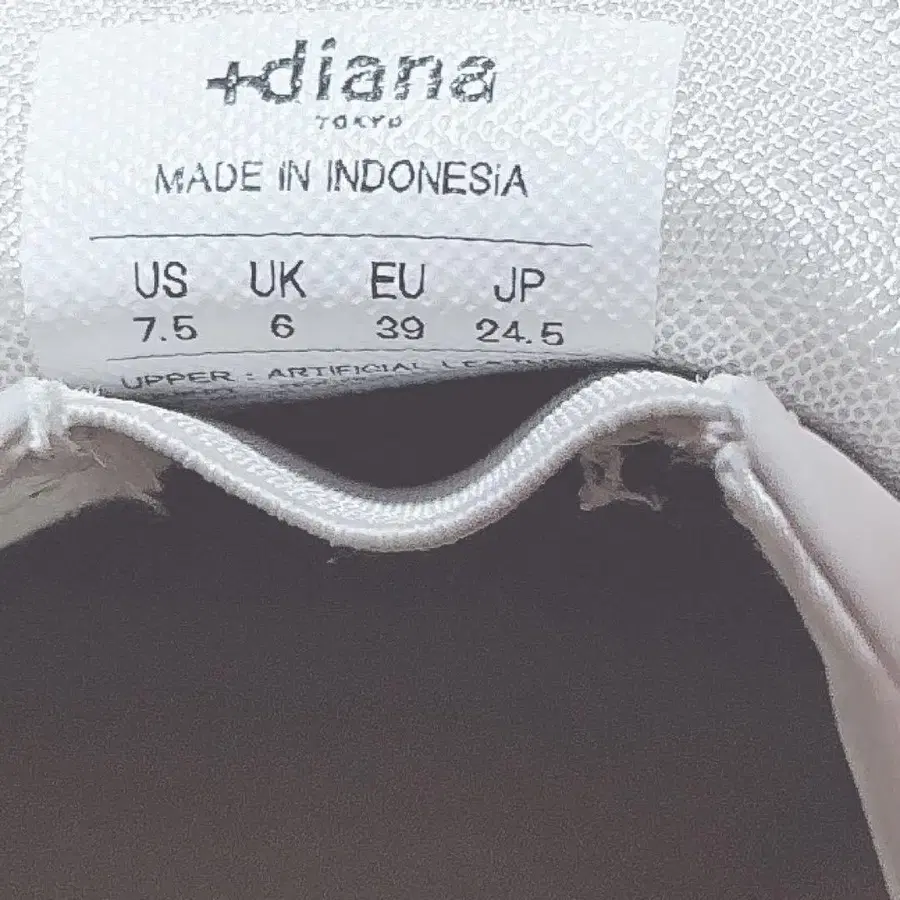 +diana
TOKYO
MADE IN INDONESIA
US UK EU JP
7.5 6 39 24.5
UPPER : ARTIFICIAL